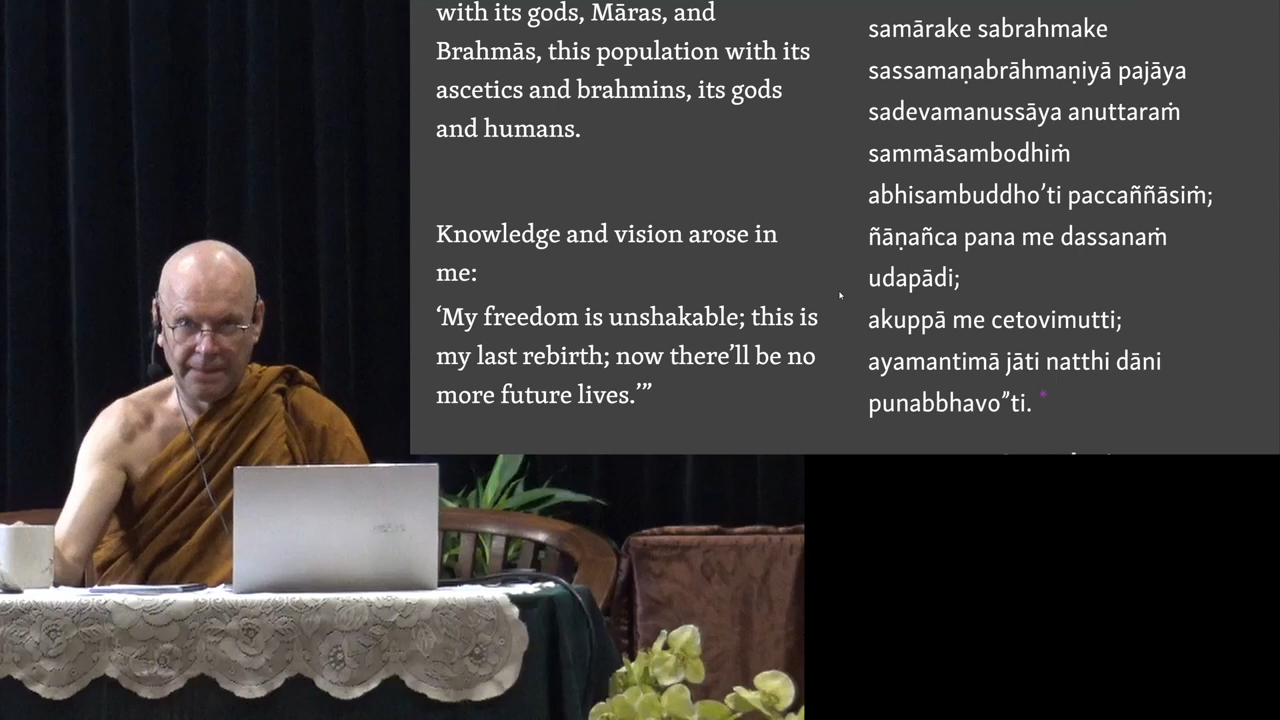 with its gods, Māras, and
Brahmās, this population with its
ascetics and brahmins, its gods
and humans.
Knowledge and vision arose in
me:
‘My freedom is unshakable; this is
my last rebirth; now there’ll be no
more future lives.’”
samārake sabrahmake
sassamaṇabrāhmaṇiyā pajāya
sadevamanussāya anuttaraṁ
sammāsambodhiṁ
abhisambuddho’ti paccaññāsiṁ;
ñāṇañca pana me dassanaṁ
udapādi;
akuppā me cetovimutti;
ayamantimā jāti natthi dāni
punabbhavo”ti. *